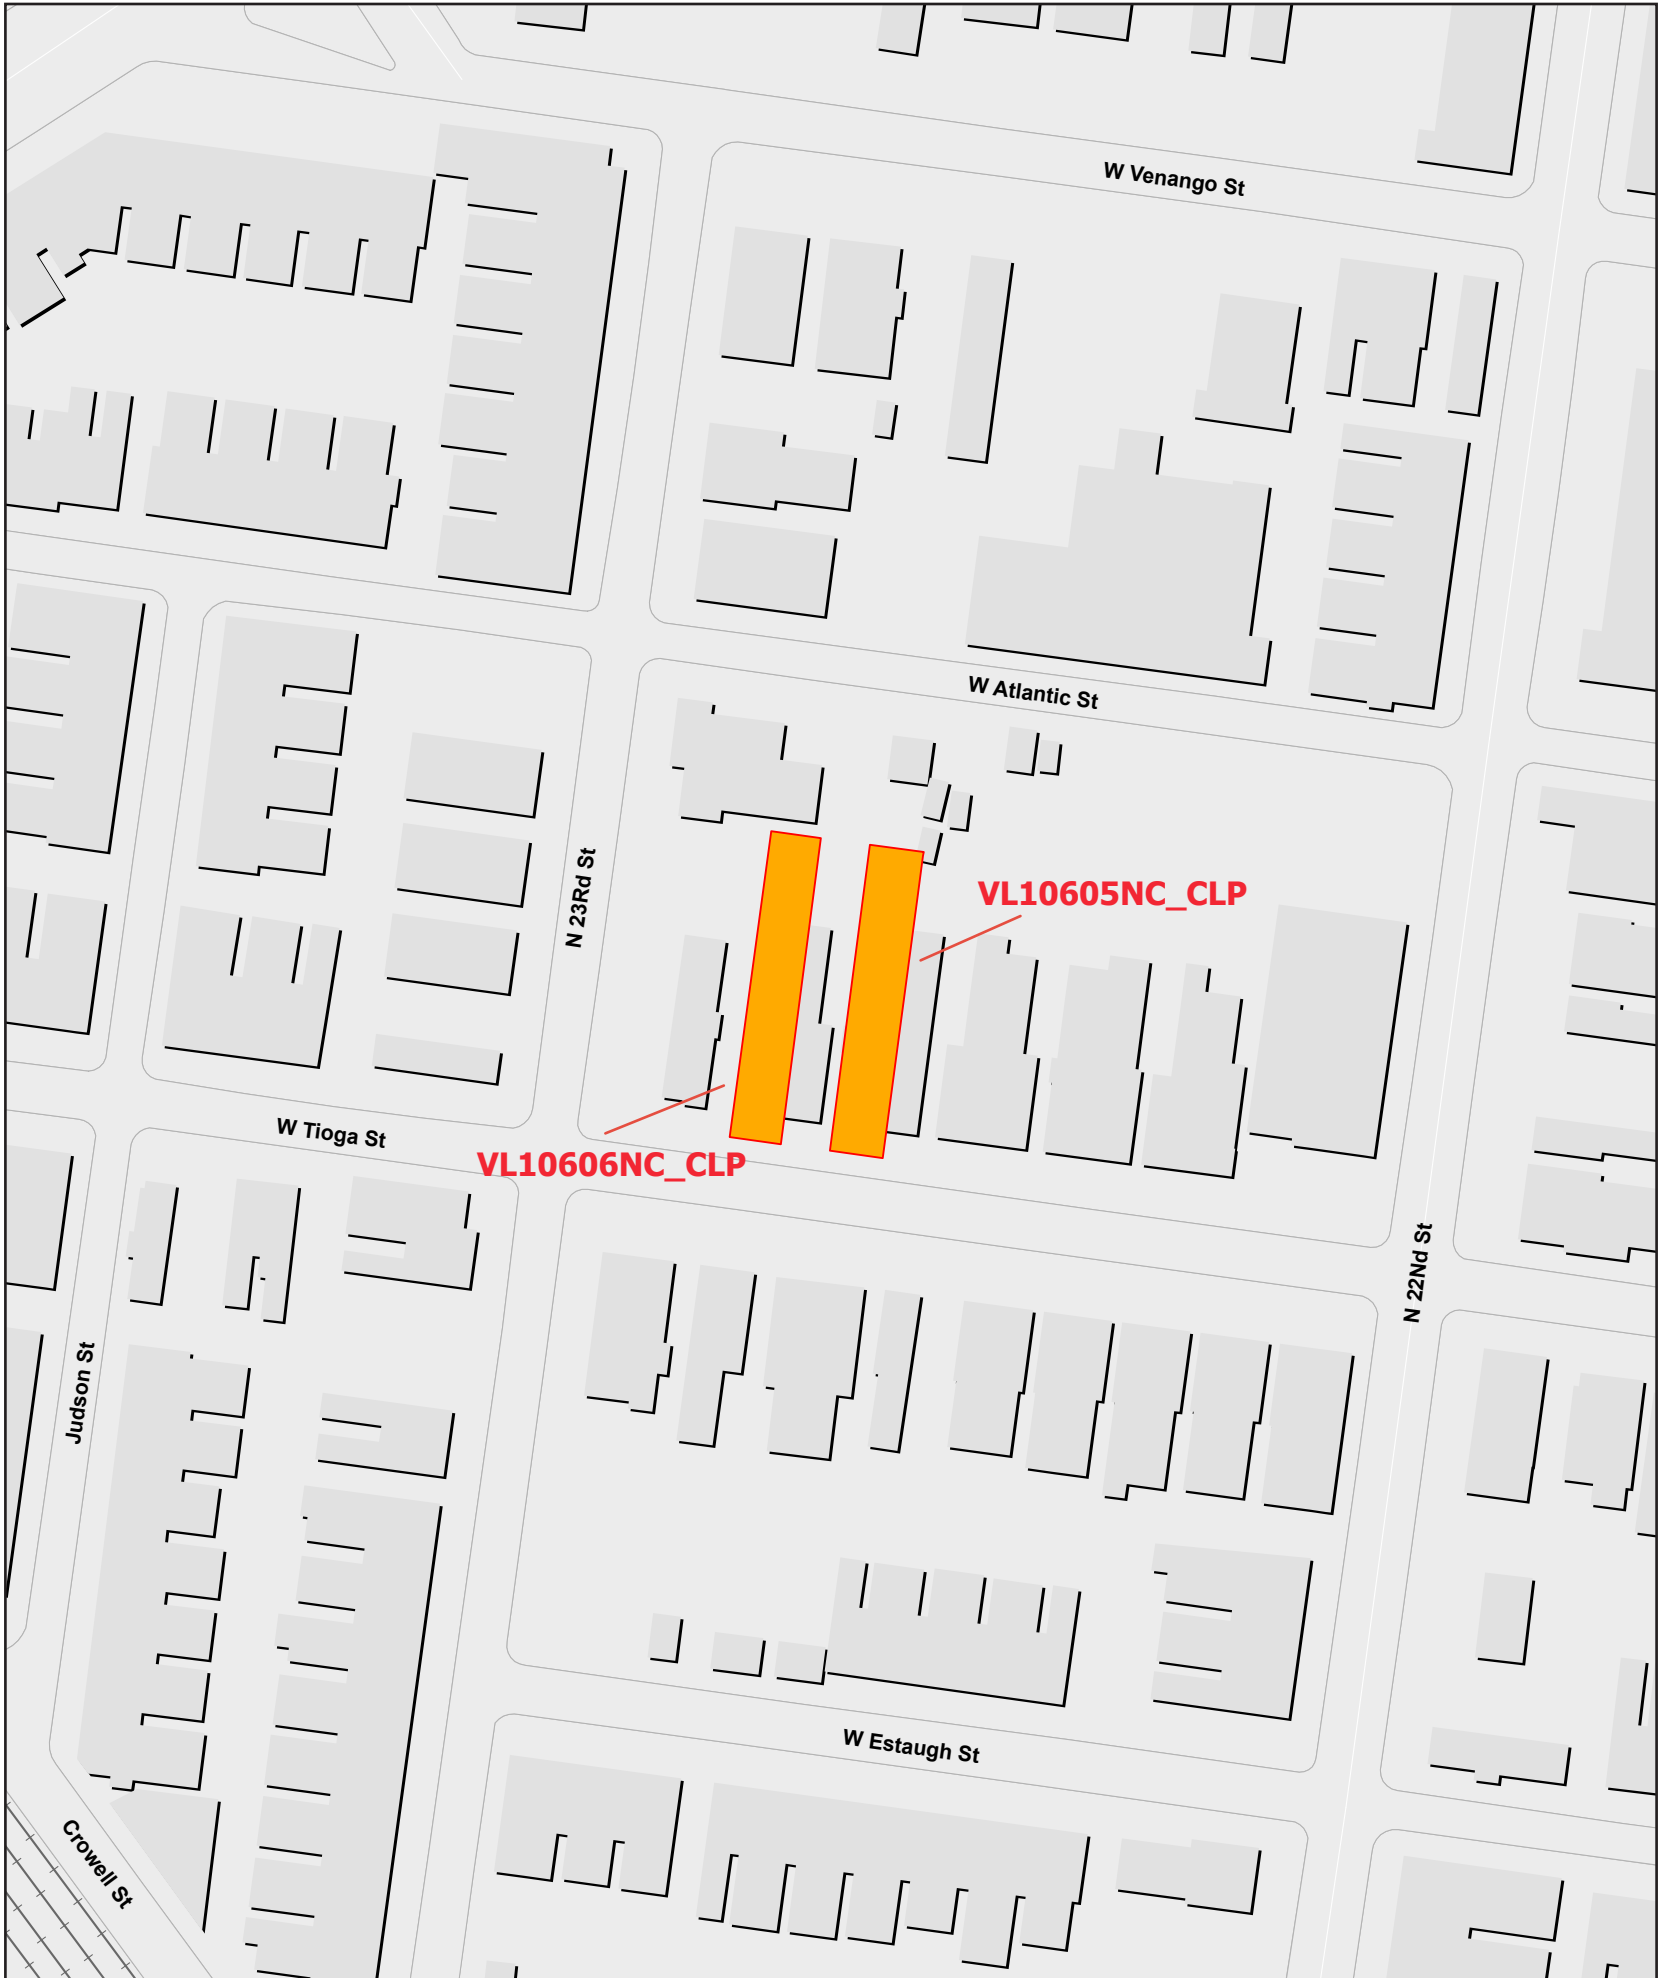 W Venango St
W Atlantic St
N 23Rd St
VL10605NC_CLP
W Tioga St
VL10606NC_CLP
N 22Nd St
Judson St
W Estaugh St
Crowell St